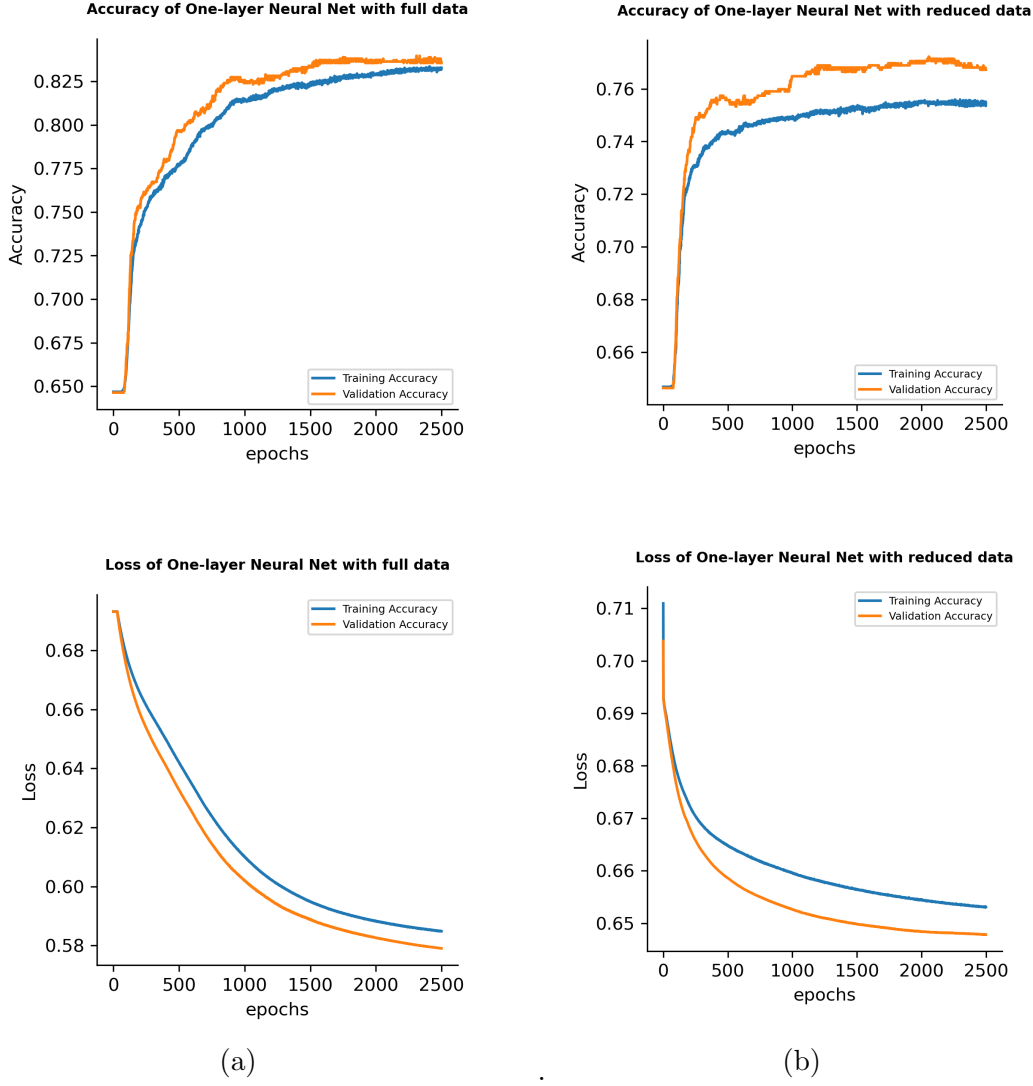 Accuracy of One-layer Neural Net with full data
0.825
0.800
0.775
0.750
0.725
0.700
0.675
0.650
Accuracy
Training Accuracy
Validation Accuracy
0 500 1000 1500 2000 2500
epochs
Accuracy of One-layer Neural Net with reduced data
0.76
0.74
0.72
0.70
0.68
0.66
Accuracy
Training Accuracy
Validation Accuracy
0 500 1000 1500 2000 2500
epochs
Loss of One-layer Neural Net with full data
Training Accuracy
Validation Accuracy
0.68
0.66
0.64
0.62
0.60
0.58
Loss
0 500 1000 1500 2000 2500
epochs
(a)
Loss of One-layer Neural Net with reduced data
Training Accuracy
Validation Accuracy
0.71
0.70
0.69
0.68
0.67
0.66
0.65
Loss
0 500 1000 1500 2000 2500
epochs
.
(b)